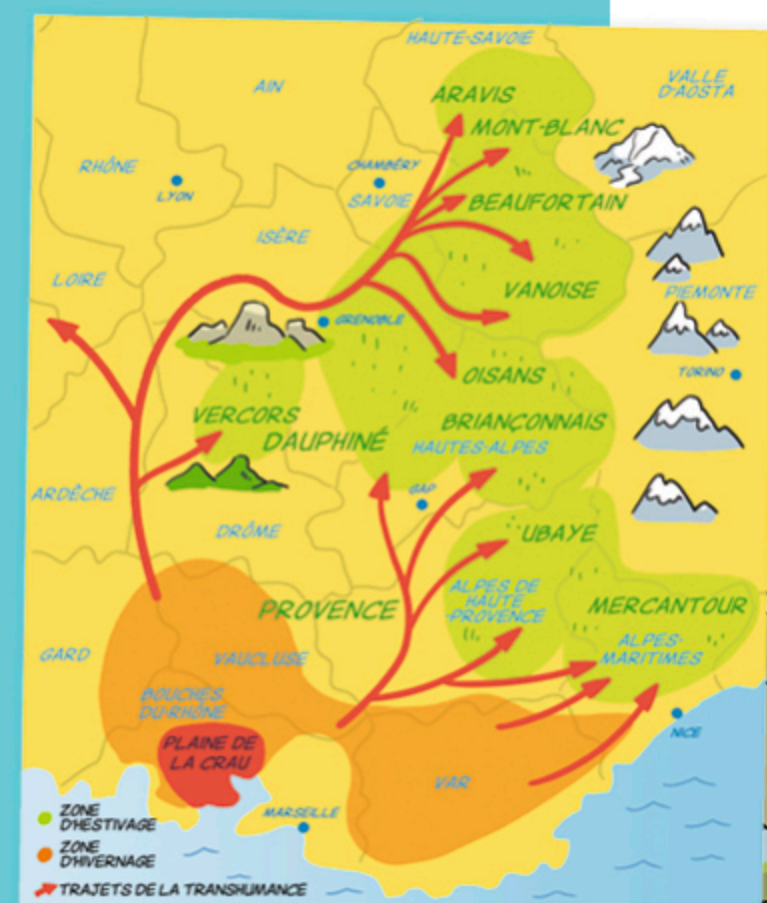 HAUTE-SAVOIE
AIN
VALLE
D'AOSTA
ARAVIS
MONT-BLANC
RHÔNE
LYON
CHAMBÉRY
SAVOIE
BEAUFORTAIN
ISÈRE
LOIRE
VANOISE
PIEMONTE
GRENOBLE
TORINO
OISANS
VERCORS
DAUPHINÉ
BRIANÇONNAIS
HAUTES-ALPES
ARDÈCHE
GAP
DRÔME
UBAYE
ALPES DE
HAUTE
-PROVENCE
PROVENCE
MERCANTOUR
GARD
VAUCLUSE
ALPES-
MARITIMES
BOUCHES
DU-RHÔNE
NICE
PLAINE DE
LA CRAU
VAR
MARSEILLE
ZONE
D'HESTIVAGE
ZONE
D'HIVERNAGE
TRAJETS DE LA TRANSHUMANCE